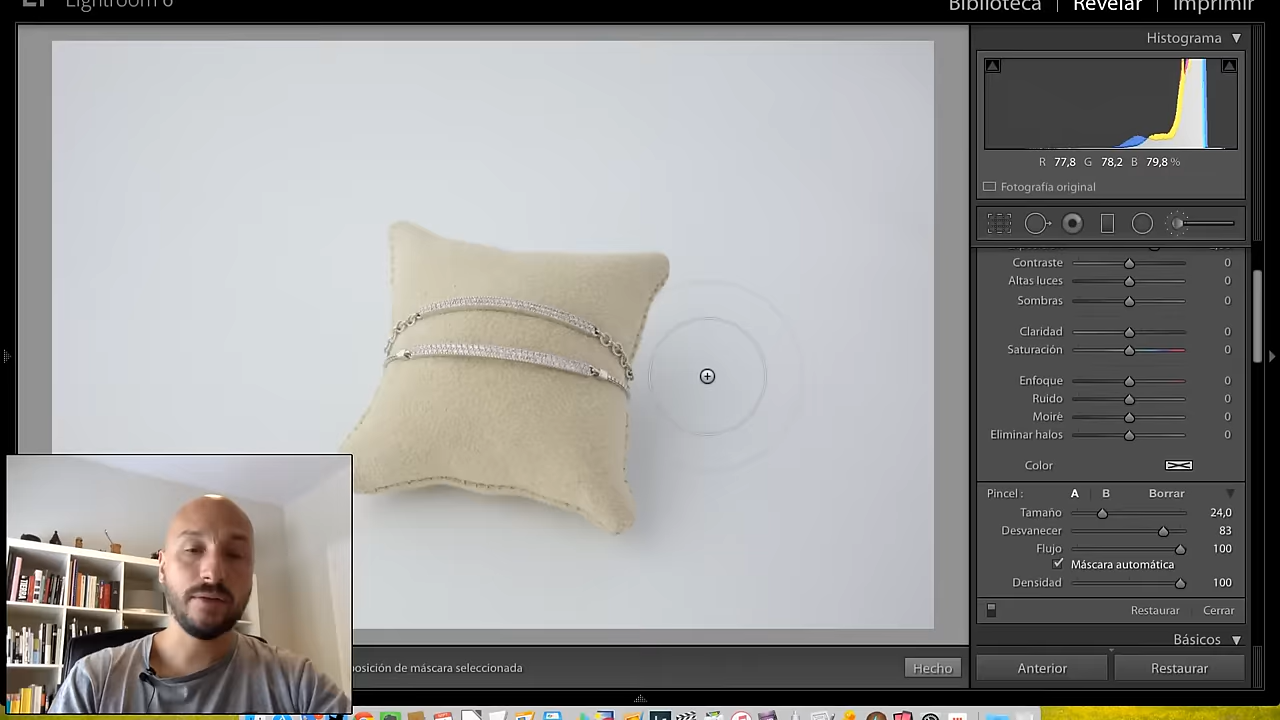 Lightroom 6
Biblioteca | Revelar | Imprimir
Histograma
R 77,8 G 78,2 B 79,8 %
Fotografía original
Contraste 0
Altas luces 0
Sombras 0
Claridad 0
Saturación 0
Enfoque 0
Ruido 0
Moiré 0
Eliminar halos 0
Color
Pincel : A B Borrar
Tamaño 24,0
Desvanecer 83
Flujo 100
Máscara automática
Densidad 100
Restaurar Cerrar
Básicos
osición de máscara seleccionada
Hecho
Anterior
Restaurar